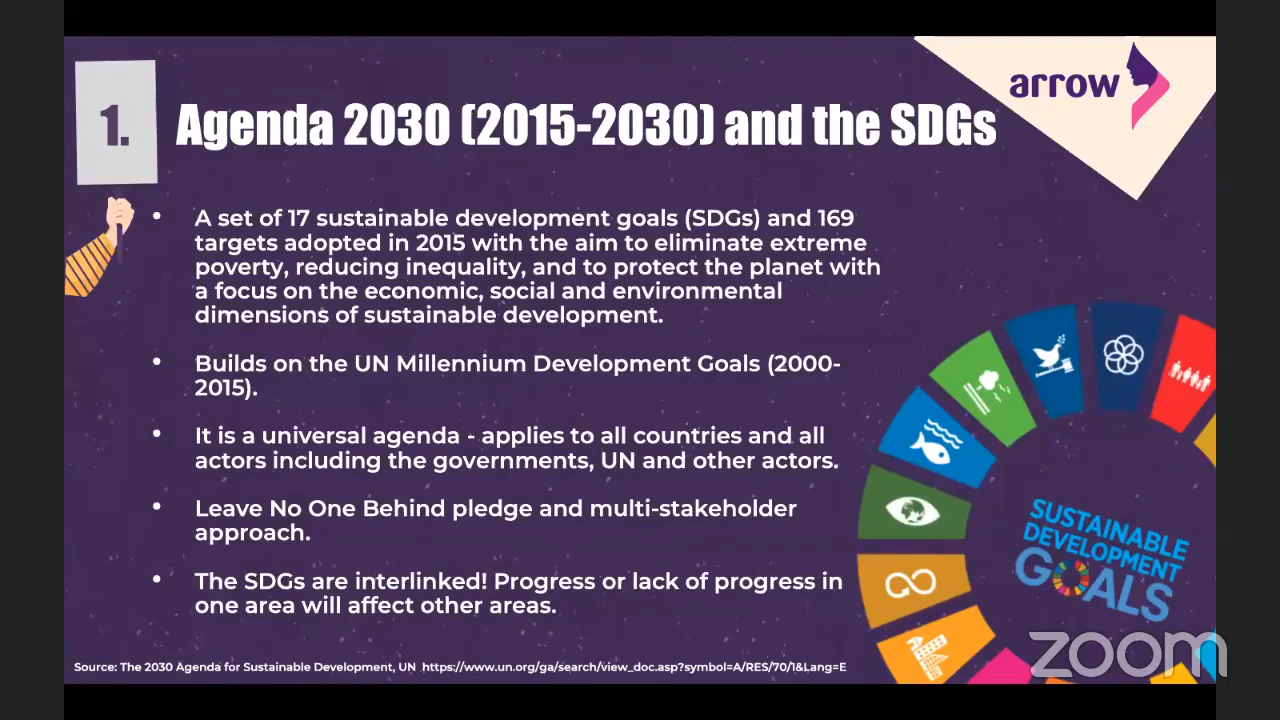 arrow
1.
Agenda 2030 (2015-2030) and the SDGs
• A set of 17 sustainable development goals (SDGs) and 169
targets adopted in 2015 with the aim to eliminate extreme
poverty, reducing inequality, and to protect the planet with
a focus on the economic, social and environmental
dimensions of sustainable development.
• Builds on the UN Millennium Development Goals (2000-
2015).
• It is a universal agenda - applies to all countries and all
actors including the governments, UN and other actors.
• Leave No One Behind pledge and multi-stakeholder
approach.
• The SDGs are interlinked! Progress or lack of progress in
one area will affect other areas.
SUSTAINABLE
DEVELOPMENT
GOALS
zoom
Source: The 2030 Agenda for Sustainable Development, UN https://www.un.org/ga/search/view_doc.asp?symbol=A/RES/70/1&Lang=E